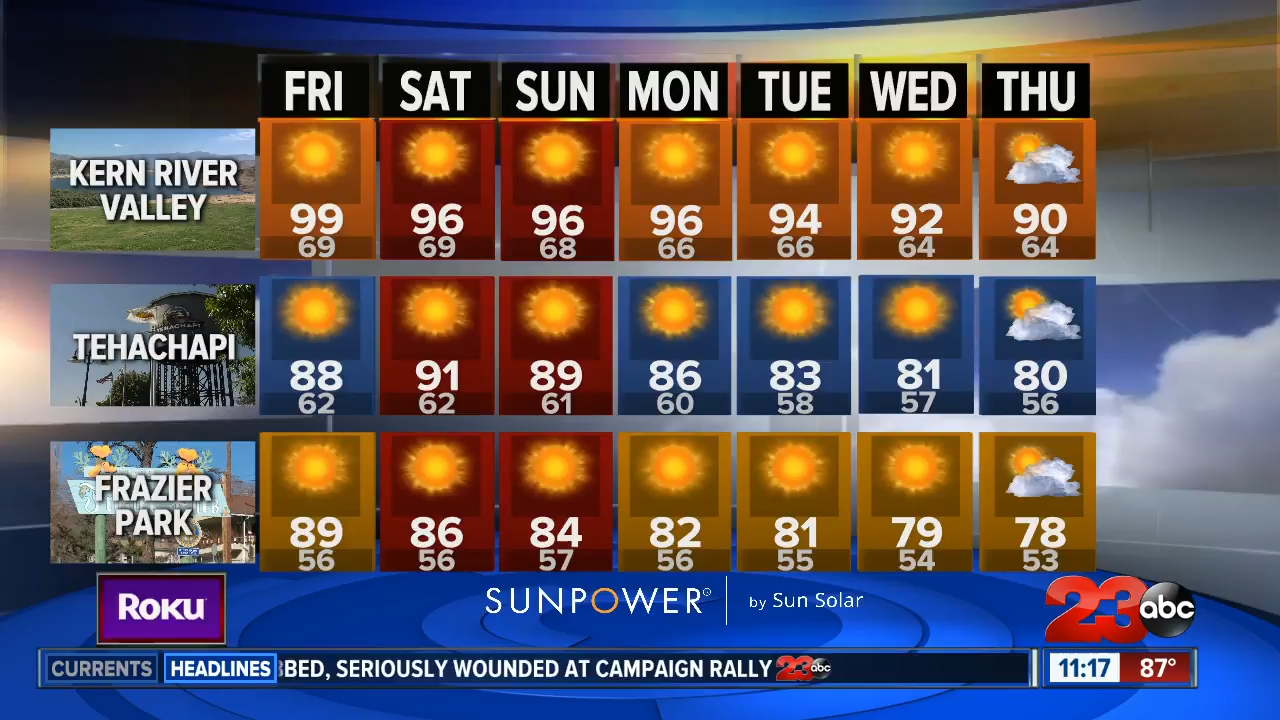 FRI SAT SUN MON TUE WED THU
KERN RIVER
VALLEY
99 96 96 96 94 92 90
69 69 68 66 66 64 64
TEHACHAPI
88 91 89 86 83 81 80
62 62 61 60 58 57 56
FRAZIER
PARK
89 86 84 82 81 79 78
56 56 57 56 55 54 53
ROKU
SUNPOWER® by Sun Solar
23 abc
CURRENTS HEADLINES BBED, SERIOUSLY WOUNDED AT CAMPAIGN RALLY 23 abc 11:17 87°